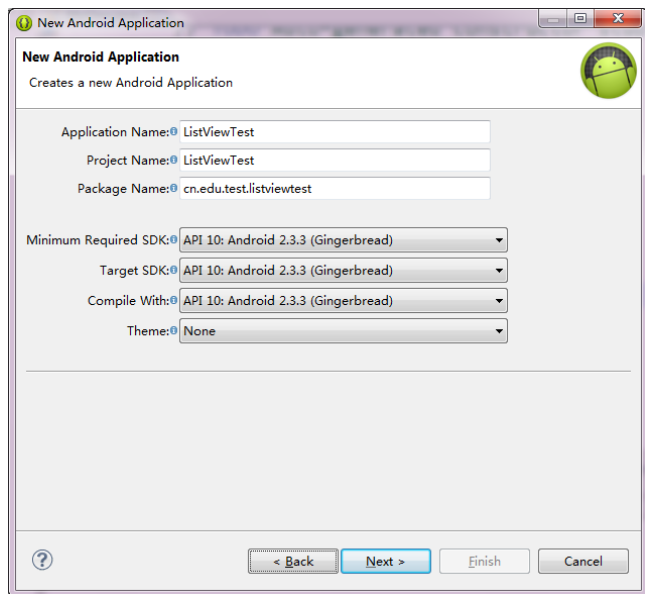 New Android Application
New Android Application
Creates a new Android Application
Application Name: ListViewTest
Project Name: ListViewTest
Package Name: cn.edu.test.listviewtest
Minimum Required SDK: API 10: Android 2.3.3 (Gingerbread)
Target SDK: API 10: Android 2.3.3 (Gingerbread)
Compile With: API 10: Android 2.3.3 (Gingerbread)
Theme: None
< Back Next > Finish Cancel